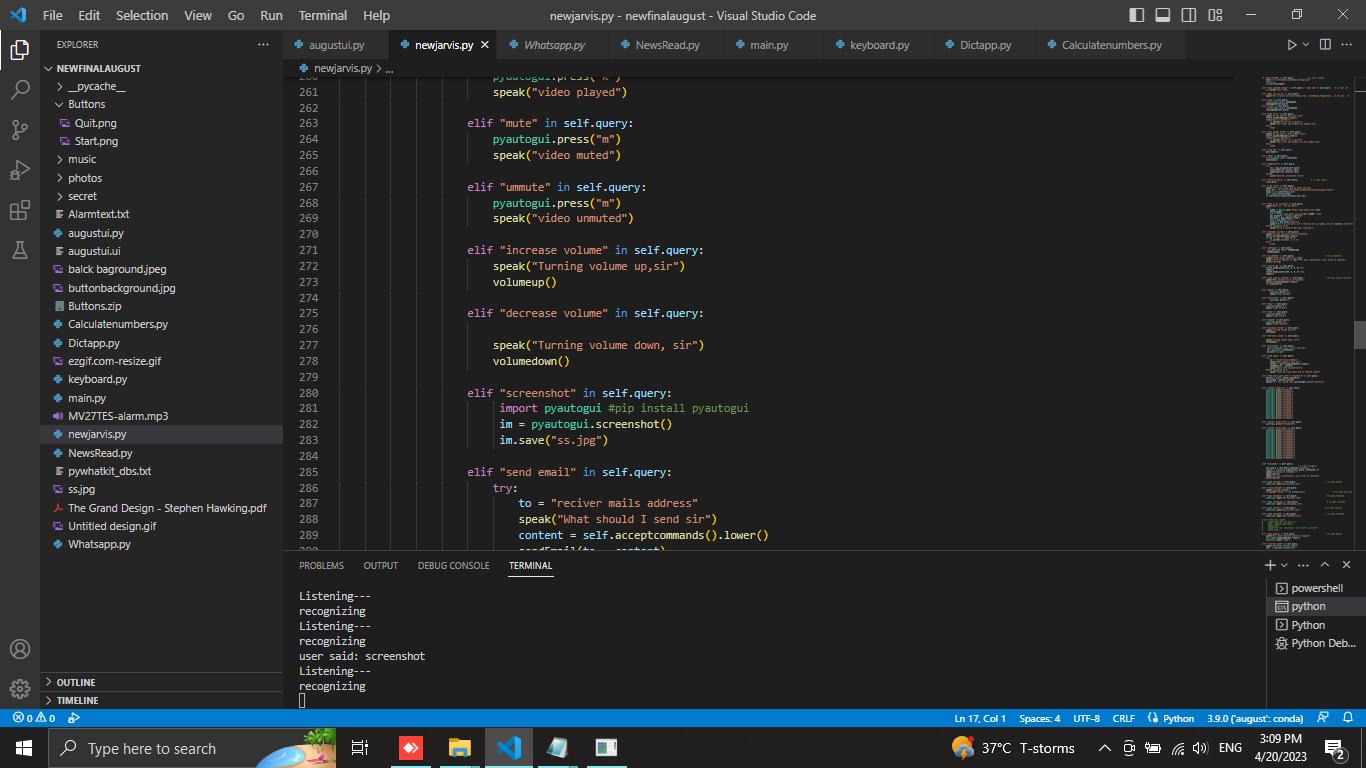 File Edit Selection View Go Run Terminal Help newjarvis.py - newfinalaugust - Visual Studio Code
EXPLORER
NEWFINALAUGUST
__pycache__
Buttons
Quit.png
Start.png
music
photos
secret
Alarmtext.txt
augustui.py
augustui.ui
balck baground.jpeg
buttonbackground.jpg
Buttons.zip
Calculatenumbers.py
Dictapp.py
ezgif.com-resize.gif
keyboard.py
main.py
MV27TES-alarm.mp3
newjarvis.py
NewsRead.py
pywhatkit_dbs.txt
ss.jpg
The Grand Design - Stephen Hawking.pdf
Untitled design.gif
Whatsapp.py
OUTLINE
TIMELINE
augustui.py newjarvis.py Whatsapp.py NewsRead.py main.py keyboard.py Dictapp.py Calculatenumbers.py
newjarvis.py > ...
260 pyautogui.press("k")
261 speak("video played")
262
263 elif "mute" in self.query:
264 pyautogui.press("m")
265 speak("video muted")
266
267 elif "ummute" in self.query:
268 pyautogui.press("m")
269 speak("video unmuted")
270
271 elif "increase volume" in self.query:
272 speak("Turning volume up,sir")
273 volumeup()
274
275 elif "decrease volume" in self.query:
276
277 speak("Turning volume down, sir")
278 volumedown()
279
280 elif "screenshot" in self.query:
281 import pyautogui #pip install pyautogui
282 im = pyautogui.screenshot()
283 im.save("ss.jpg")
284
285 elif "send email" in self.query:
286 try:
287 to = "reciver mails address"
288 speak("What should I send sir")
289 content = self.acceptcommands().lower()
PROBLEMS OUTPUT DEBUG CONSOLE TERMINAL
Listening---
recognizing
Listening---
recognizing
user said: screenshot
Listening---
recognizing
powershell
python
Python
Python Deb...
0 0 Ln 17, Col 1 Spaces: 4 UTF-8 CRLF Python 3.9.0 ('august': conda)
Type here to search 37°C T-storms ENG 3:09 PM
4/20/2023
2